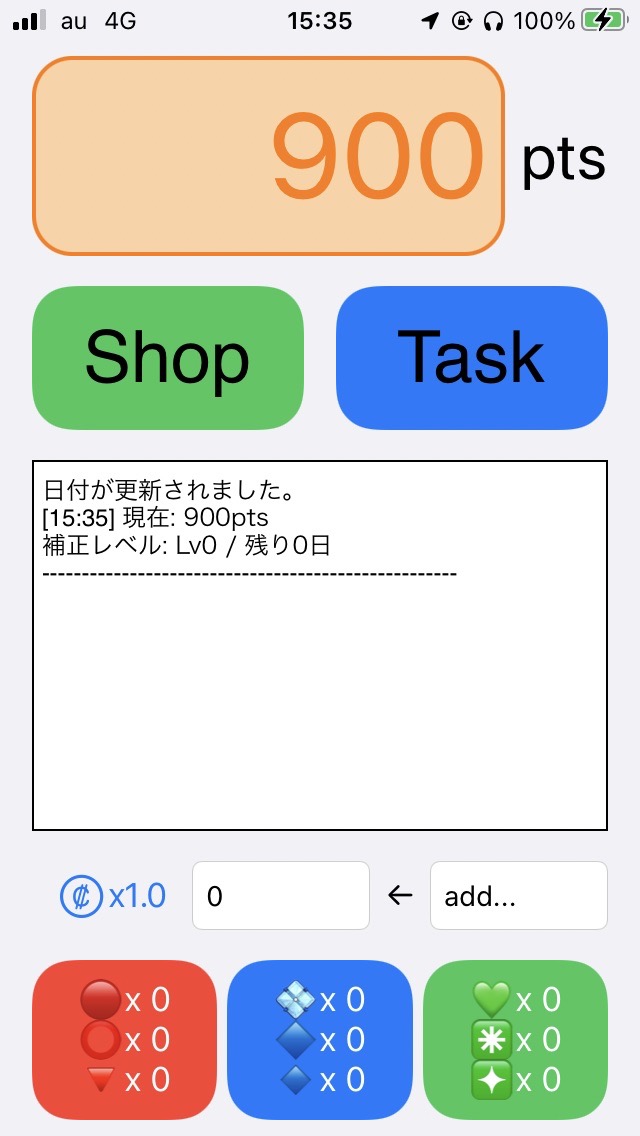 au 4G 15:35 100%
900 pts
Shop Task
日付が更新されました。
[15:35] 現在: 900pts
補正レベル: Lv0 / 残り0日
----------------------------------------------------
₡x1.0 0 ← add...
🔴x 0
⭕x 0
🔻x 0
💠x 0
🔷x 0
🔹x 0
💚x 0
✳️x 0
❇️x 0